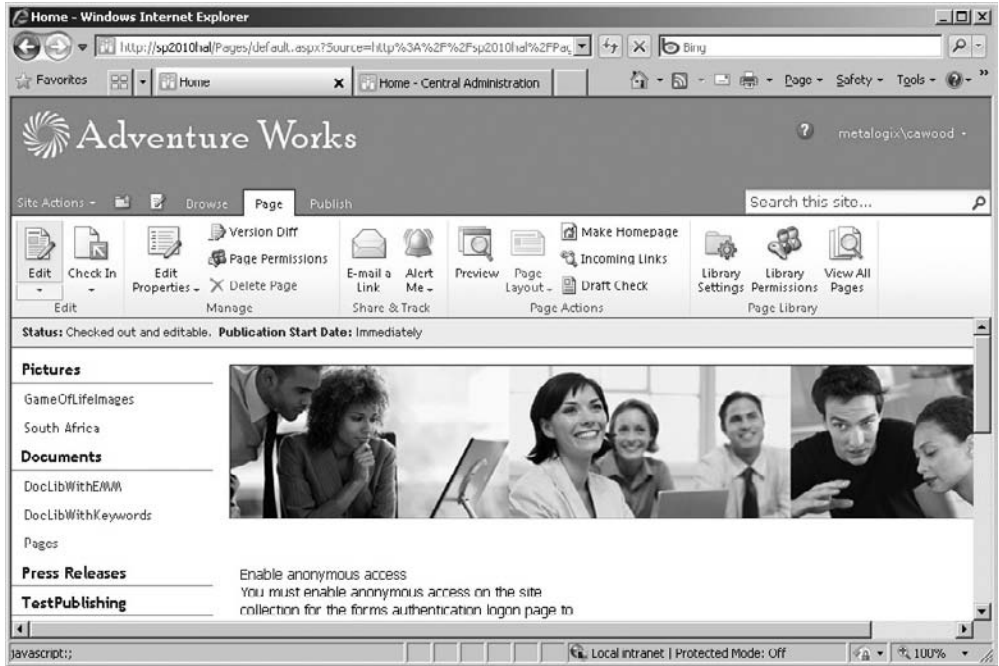 Home - Windows Internet Explorer
http://sp2010hal/Pages/default.aspx?Source=http%3A%2F%2Fsp2010hal%2FPag
Bing
Favorites Home Home - Central Administration Page Safety Tools »
Adventure Works
metalogix\cawood
Site Actions Browse Page Publish
Search this site...
Edit
Check In
Edit Properties
Version Diff
Page Permissions
Delete Page
E-mail a Link
Alert Me
Preview
Page Layout
Make Homepage
Incoming Links
Draft Check
Library Settings
Library Permissions
View All Pages
Edit Manage Share & Track Page Actions Page Library
Status: Checked out and editable. Publication Start Date: Immediately
Pictures
GameOfLifeImages
South Africa
Documents
DocLibWithEMM
DocLibWithKeywords
Pages
Press Releases
TestPublishing
Enable anonymous access
You must enable anonymous access on the site
collection for the forms authentication logon page to
javascript:;
Local intranet | Protected Mode: Off
100%